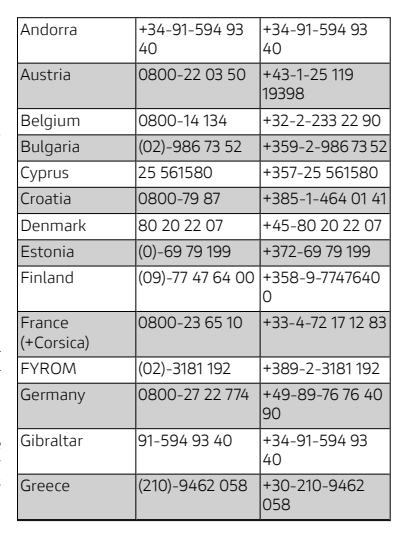 Andorra +34-91-594 93 +34-91-594 93
40 40
Austria 0800-22 03 50 +43-1-25 119
19398
Belgium 0800-14 134 +32-2-233 22 90
Bulgaria (02)-986 73 52 +359-2-986 73 52
Cyprus 25 561580 +357-25 561580
Croatia 0800-79 87 +385-1-464 01 41
Denmark 80 20 22 07 +45-80 20 22 07
Estonia (0)-69 79 199 +372-69 79 199
Finland (09)-77 47 64 00 +358-9-7747640
0
France 0800-23 65 10 +33-4-72 17 12 83
(+Corsica)
FYROM (02)-3181 192 +389-2-3181 192
Germany 0800-27 22 774 +49-89-76 76 40
90
Gibraltar 91-594 93 40 +34-91-594 93
40
Greece (210)-9462 058 +30-210-9462
058